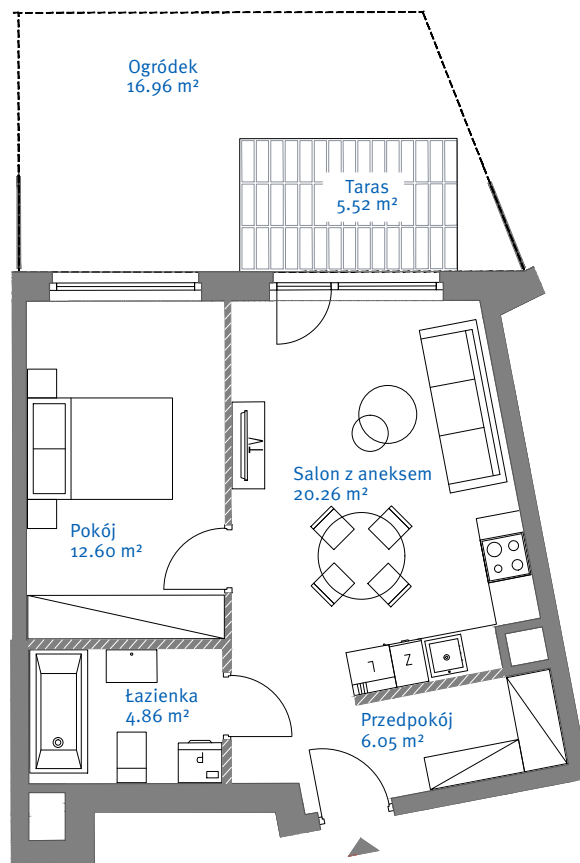 Ogródek
16.96 m²
Taras
5.52 m²
TV
Salon z aneksem
20.26 m²
Pokój
12.60 m²
L
Z
Łazienka
4.86 m²
P
Przedpokój
6.05 m²